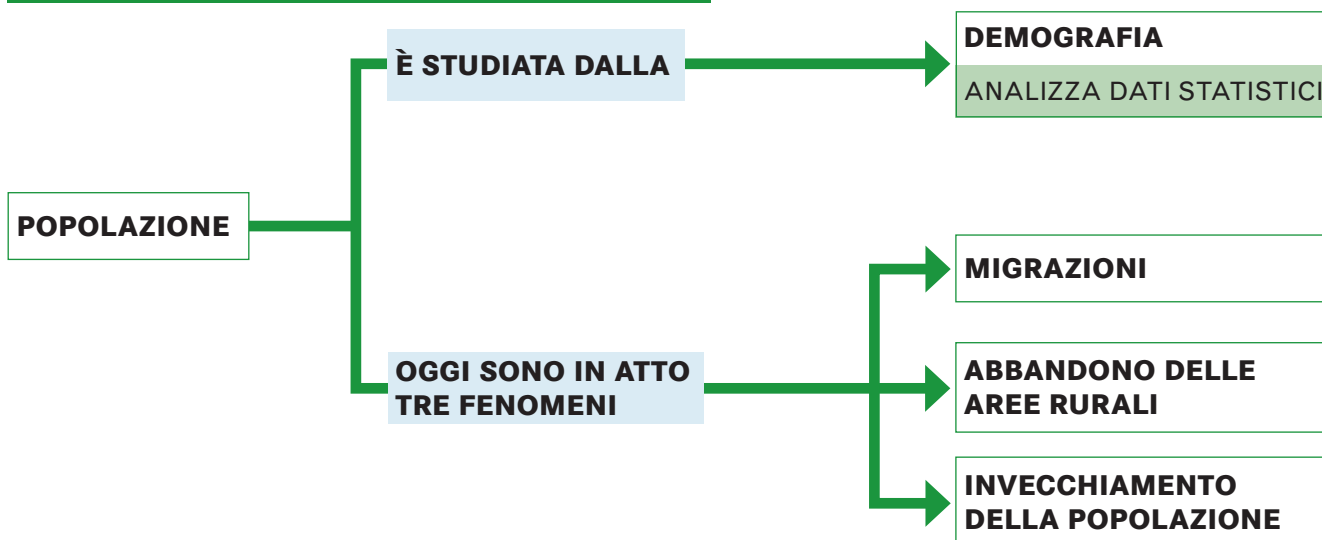 È STUDIATA DALLA
DEMOGRAFIA
ANALIZZA DATI STATISTICI
POPOLAZIONE
MIGRAZIONI
OGGI SONO IN ATTO
TRE FENOMENI
ABBANDONO DELLE
AREE RURALI
INVECCHIAMENTO
DELLA POPOLAZIONE